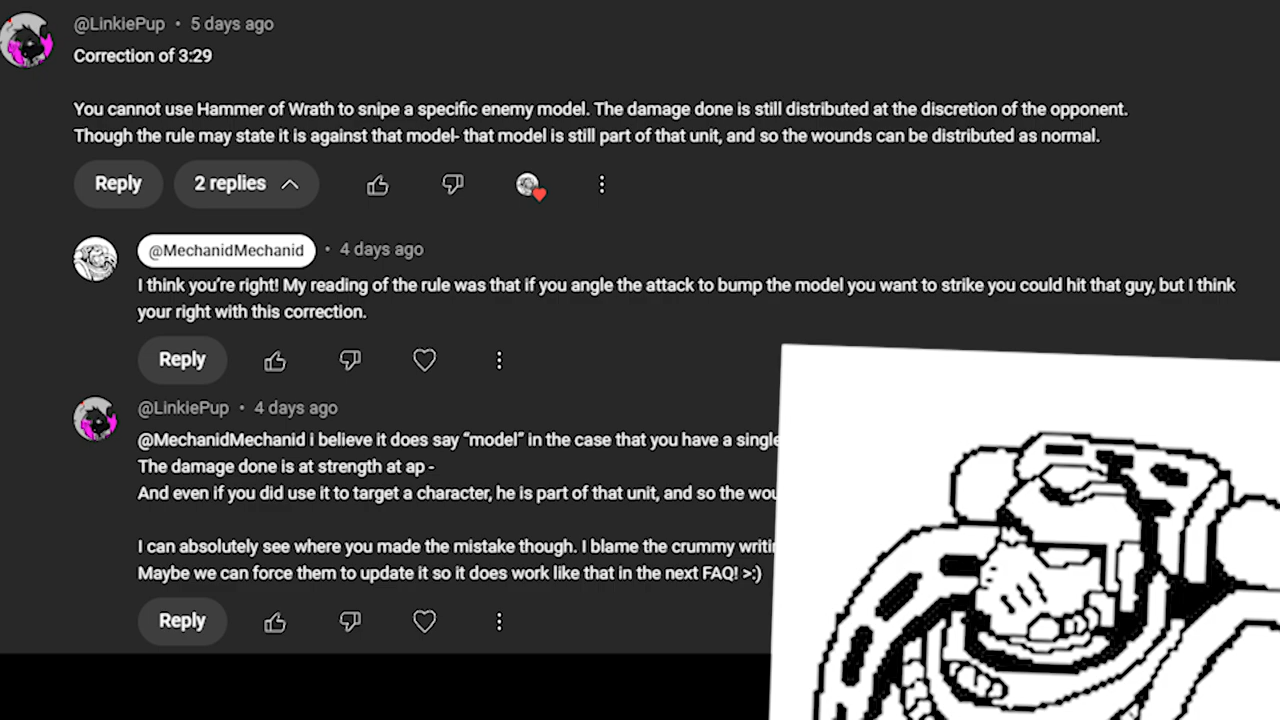 @LinkiePup • 5 days ago
Correction of 3:29
You cannot use Hammer of Wrath to snipe a specific enemy model. The damage done is still distributed at the discretion of the opponent.
Though the rule may state it is against that model- that model is still part of that unit, and so the wounds can be distributed as normal.
Reply 2 replies
@MechanidMechanid • 4 days ago
I think you're right! My reading of the rule was that if you angle the attack to bump the model you want to strike you could hit that guy, but I think
your right with this correction.
Reply
@LinkiePup • 4 days ago
@MechanidMechanid i believe it does say “model” in the case that you have a single
The damage done is at strength at ap -
And even if you did use it to target a character, he is part of that unit, and so the
I can absolutely see where you made the mistake though. I blame the crummy
Maybe we can force them to update it so it does work like that in the next FAQ! >:)
Reply